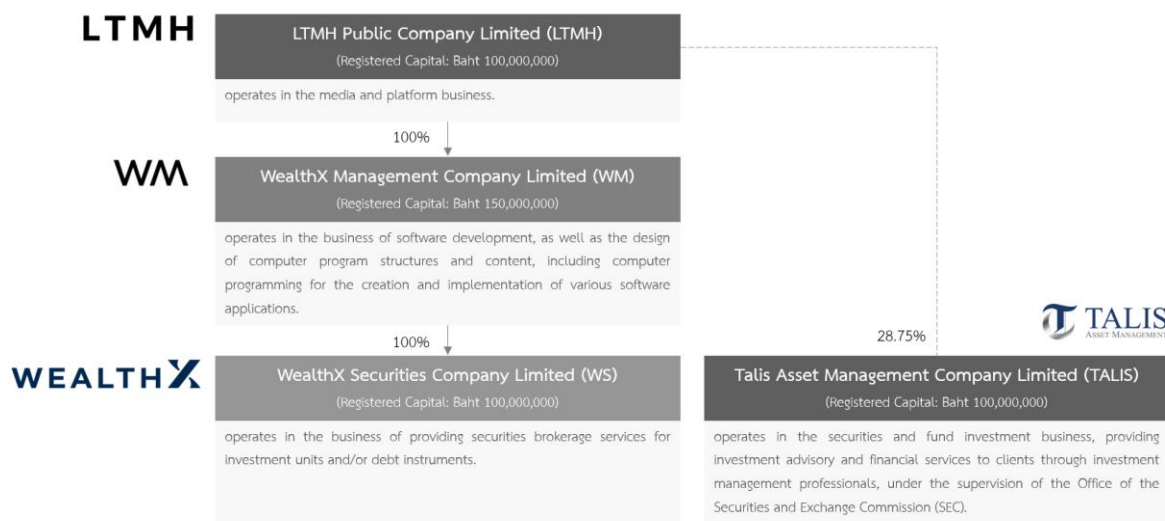 LTMH
LTMH Public Company Limited (LTMH)
(Registered Capital: Baht 100,000,000)
operates in the media and platform business.
100%
WM
WealthX Management Company Limited (WM)
(Registered Capital: Baht 150,000,000)
operates in the business of software development, as well as the design
of computer program structures and content, including computer
programming for the creation and implementation of various software
applications.
100%
WEALTHX
WealthX Securities Company Limited (WS)
(Registered Capital: Baht 100,000,000)
operates in the business of providing securities brokerage services for
investment units and/or debt instruments.
28.75%
TALIS
ASSET MANAGEMENT
Talis Asset Management Company Limited (TALIS)
(Registered Capital: Baht 100,000,000)
operates in the securities and fund investment business, providing
investment advisory and financial services to clients through investment
management professionals, under the supervision of the Office of the
Securities and Exchange Commission (SEC).